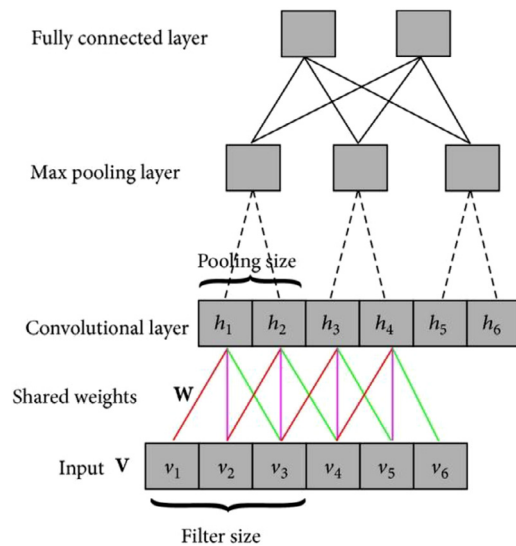 Fully connected layer
Max pooling layer
Pooling size
Convolutional layer h1 h2 h3 h4 h5 h6
Shared weights W
Input V v1 v2 v3 v4 v5 v6
Filter size